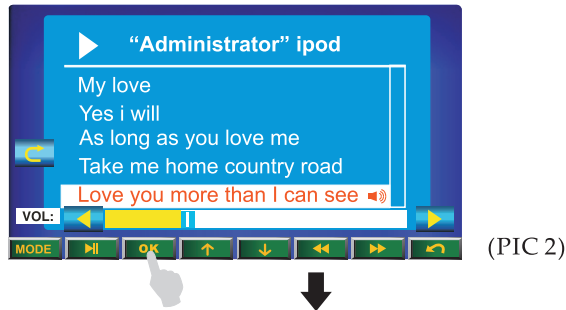 “Administrator” ipod
My love
Yes i will
As long as you love me
Take me home country road
Love you more than I can see
VOL:
MODE OK
(PIC 2)